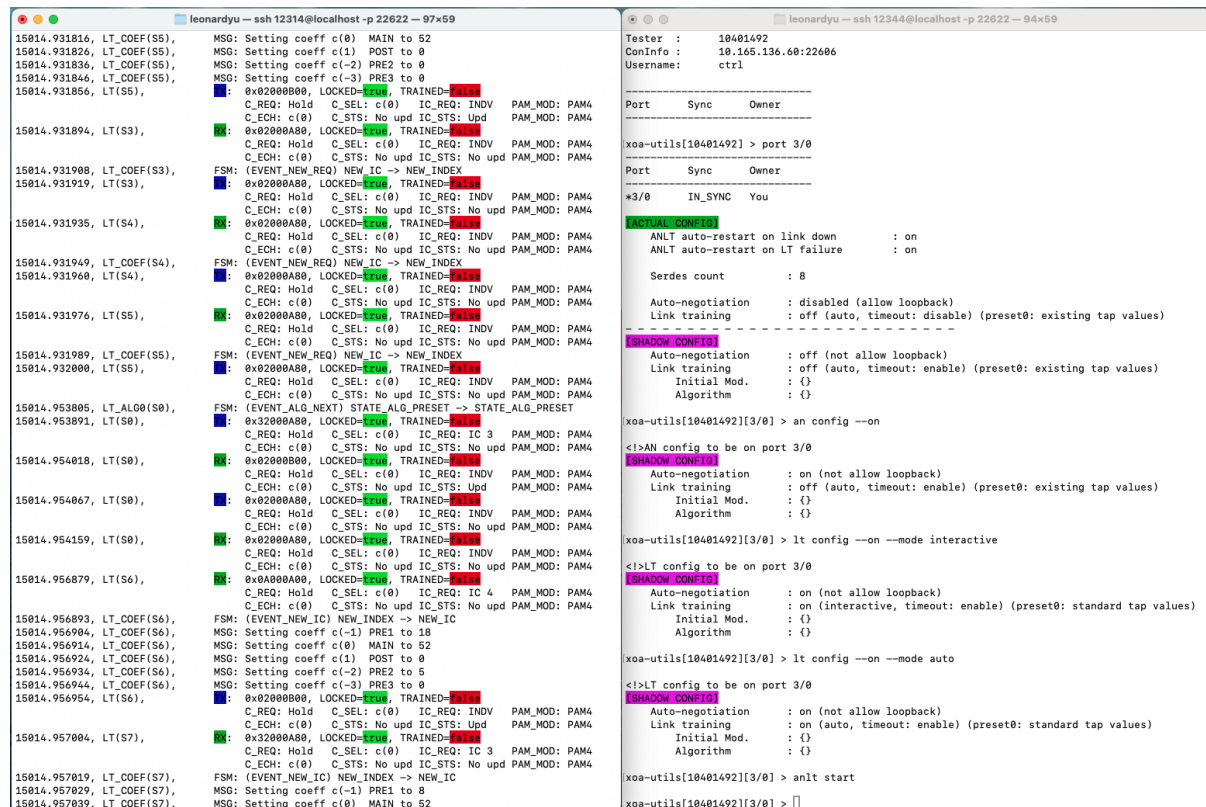 leonardyu — ssh 12314@localhost -p 22622 — 97×59
15014.931816, LT_COEF(S5), MSG: Setting coeff c(0) MAIN to 52
15014.931826, LT_COEF(S5), MSG: Setting coeff c(1) POST to 0
15014.931836, LT_COEF(S5), MSG: Setting coeff c(-2) PRE2 to 0
15014.931846, LT_COEF(S5), MSG: Setting coeff c(-3) PRE3 to 0
15014.931856, LT(S5), TX: 0x02000B00, LOCKED=true, TRAINED=false
C_REQ: Hold C_SEL: c(0) IC_REQ: INDV PAM_MOD: PAM4
C_ECH: c(0) C_STS: No upd IC_STS: Upd PAM_MOD: PAM4
15014.931894, LT(S3), RX: 0x02000A80, LOCKED=true, TRAINED=false
C_REQ: Hold C_SEL: c(0) IC_REQ: INDV PAM_MOD: PAM4
C_ECH: c(0) C_STS: No upd IC_STS: No upd PAM_MOD: PAM4
15014.931908, LT_COEF(S3), FSM: (EVENT_NEW_REQ) NEW_IC -> NEW_INDEX
15014.931919, LT(S3), TX: 0x02000A80, LOCKED=true, TRAINED=false
C_REQ: Hold C_SEL: c(0) IC_REQ: INDV PAM_MOD: PAM4
C_ECH: c(0) C_STS: No upd IC_STS: No upd PAM_MOD: PAM4
15014.931935, LT(S4), RX: 0x02000A80, LOCKED=true, TRAINED=false
C_REQ: Hold C_SEL: c(0) IC_REQ: INDV PAM_MOD: PAM4
C_ECH: c(0) C_STS: No upd IC_STS: No upd PAM_MOD: PAM4
15014.931949, LT_COEF(S4), FSM: (EVENT_NEW_REQ) NEW_IC -> NEW_INDEX
15014.931960, LT(S4), TX: 0x02000A80, LOCKED=true, TRAINED=false
C_REQ: Hold C_SEL: c(0) IC_REQ: INDV PAM_MOD: PAM4
C_ECH: c(0) C_STS: No upd IC_STS: No upd PAM_MOD: PAM4
15014.931976, LT(S5), RX: 0x02000A80, LOCKED=true, TRAINED=false
C_REQ: Hold C_SEL: c(0) IC_REQ: INDV PAM_MOD: PAM4
C_ECH: c(0) C_STS: No upd IC_STS: No upd PAM_MOD: PAM4
15014.931989, LT_COEF(S5), FSM: (EVENT_NEW_REQ) NEW_IC -> NEW_INDEX
15014.932000, LT(S5), TX: 0x02000A80, LOCKED=true, TRAINED=false
C_REQ: Hold C_SEL: c(0) IC_REQ: INDV PAM_MOD: PAM4
C_ECH: c(0) C_STS: No upd IC_STS: No upd PAM_MOD: PAM4
15014.953805, LT_ALG0(S0), FSM: (EVENT_ALG_NEXT) STATE_ALG_PRESET -> STATE_ALG_PRESET
15014.953891, LT(S0), TX: 0x32000A80, LOCKED=true, TRAINED=false
C_REQ: Hold C_SEL: c(0) IC_REQ: IC 3 PAM_MOD: PAM4
C_ECH: c(0) C_STS: No upd IC_STS: No upd PAM_MOD: PAM4
15014.954018, LT(S0), RX: 0x02000B00, LOCKED=true, TRAINED=false
C_REQ: Hold C_SEL: c(0) IC_REQ: INDV PAM_MOD: PAM4
C_ECH: c(0) C_STS: No upd IC_STS: Upd PAM_MOD: PAM4
15014.954067, LT(S0), TX: 0x02000A80, LOCKED=true, TRAINED=false
C_REQ: Hold C_SEL: c(0) IC_REQ: INDV PAM_MOD: PAM4
C_ECH: c(0) C_STS: No upd IC_STS: No upd PAM_MOD: PAM4
15014.954159, LT(S0), RX: 0x02000A80, LOCKED=true, TRAINED=false
C_REQ: Hold C_SEL: c(0) IC_REQ: INDV PAM_MOD: PAM4
C_ECH: c(0) C_STS: No upd IC_STS: No upd PAM_MOD: PAM4
15014.956879, LT(S6), RX: 0x0A000A00, LOCKED=true, TRAINED=false
C_REQ: Hold C_SEL: c(0) IC_REQ: IC 4 PAM_MOD: PAM4
C_ECH: c(0) C_STS: No upd IC_STS: No upd PAM_MOD: PAM4
15014.956893, LT_COEF(S6), FSM: (EVENT_NEW_IC) NEW_INDEX -> NEW_IC
15014.956904, LT_COEF(S6), MSG: Setting coeff c(-1) PRE1 to 18
15014.956914, LT_COEF(S6), MSG: Setting coeff c(0) MAIN to 52
15014.956924, LT_COEF(S6), MSG: Setting coeff c(1) POST to 0
15014.956934, LT_COEF(S6), MSG: Setting coeff c(-2) PRE2 to 5
15014.956944, LT_COEF(S6), MSG: Setting coeff c(-3) PRE3 to 0
15014.956954, LT(S6), TX: 0x02000B00, LOCKED=true, TRAINED=false
C_REQ: Hold C_SEL: c(0) IC_REQ: INDV PAM_MOD: PAM4
C_ECH: c(0) C_STS: No upd IC_STS: Upd PAM_MOD: PAM4
15014.957004, LT(S7), RX: 0x32000A80, LOCKED=true, TRAINED=false
C_REQ: Hold C_SEL: c(0) IC_REQ: IC 3 PAM_MOD: PAM4
C_ECH: c(0) C_STS: No upd IC_STS: No upd PAM_MOD: PAM4
15014.957019, LT_COEF(S7), FSM: (EVENT_NEW_IC) NEW_INDEX -> NEW_IC
15014.957029, LT_COEF(S7), MSG: Setting coeff c(-1) PRE1 to 8
15014.957039, LT_COEF(S7), MSG: Setting coeff c(0) MAIN to 52
leonardyu — ssh 12344@localhost -p 22622 — 94×59
Tester : 10401492
ConInfo : 10.165.136.60:22606
Username: ctrl
-----------------------------
Port Sync Owner
-----------------------------
xoa-utils[10401492] > port 3/0
-----------------------------
Port Sync Owner
-----------------------------
*3/0 IN_SYNC You
[ACTUAL CONFIG]
ANLT auto-restart on link down : on
ANLT auto-restart on LT failure : on
Serdes count : 8
Auto-negotiation : disabled (allow loopback)
Link training : off (auto, timeout: disable) (preset0: existing tap values)
- - - - - - - - - - - - - - - - - - - - - - - - - - -
[SHADOW CONFIG]
Auto-negotiation : off (not allow loopback)
Link training : off (auto, timeout: enable) (preset0: existing tap values)
Initial Mod. : {}
Algorithm : {}
xoa-utils[10401492][3/0] > an config --on
<!>AN config to be on port 3/0
[SHADOW CONFIG]
Auto-negotiation : on (not allow loopback)
Link training : off (auto, timeout: enable) (preset0: existing tap values)
Initial Mod. : {}
Algorithm : {}
xoa-utils[10401492][3/0] > lt config --on --mode interactive
<!>LT config to be on port 3/0
[SHADOW CONFIG]
Auto-negotiation : on (not allow loopback)
Link training : on (interactive, timeout: enable) (preset0: standard tap values)
Initial Mod. : {}
Algorithm : {}
xoa-utils[10401492][3/0] > lt config --on --mode auto
<!>LT config to be on port 3/0
[SHADOW CONFIG]
Auto-negotiation : on (not allow loopback)
Link training : on (auto, timeout: enable) (preset0: standard tap values)
Initial Mod. : {}
Algorithm : {}
xoa-utils[10401492][3/0] > anlt start
xoa-utils[10401492][3/0] >